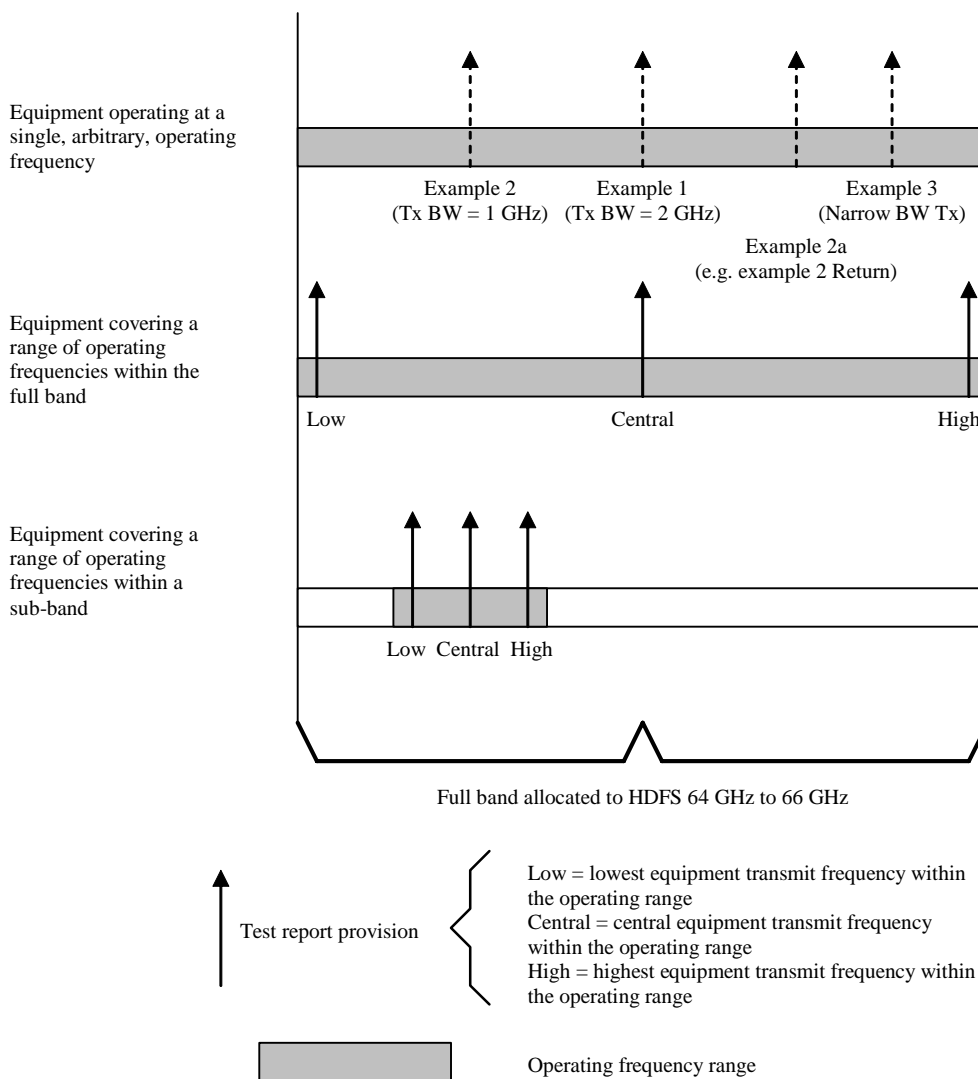 Equipment operating at a
single, arbitrary, operating
frequency
Example 2
(Tx BW = 1 GHz)
Example 1
(Tx BW = 2 GHz)
Example 3
(Narrow BW Tx)
Example 2a
(e.g. example 2 Return)
Equipment covering a
range of operating
frequencies within the
full band
Low
Central
High
Equipment covering a
range of operating
frequencies within a
sub-band
Low
Central
High
Full band allocated to HDFS 64 GHz to 66 GHz
Test report provision
Low = lowest equipment transmit frequency within
the operating range
Central = central equipment transmit frequency
within the operating range
High = highest equipment transmit frequency within
the operating range
Operating frequency range